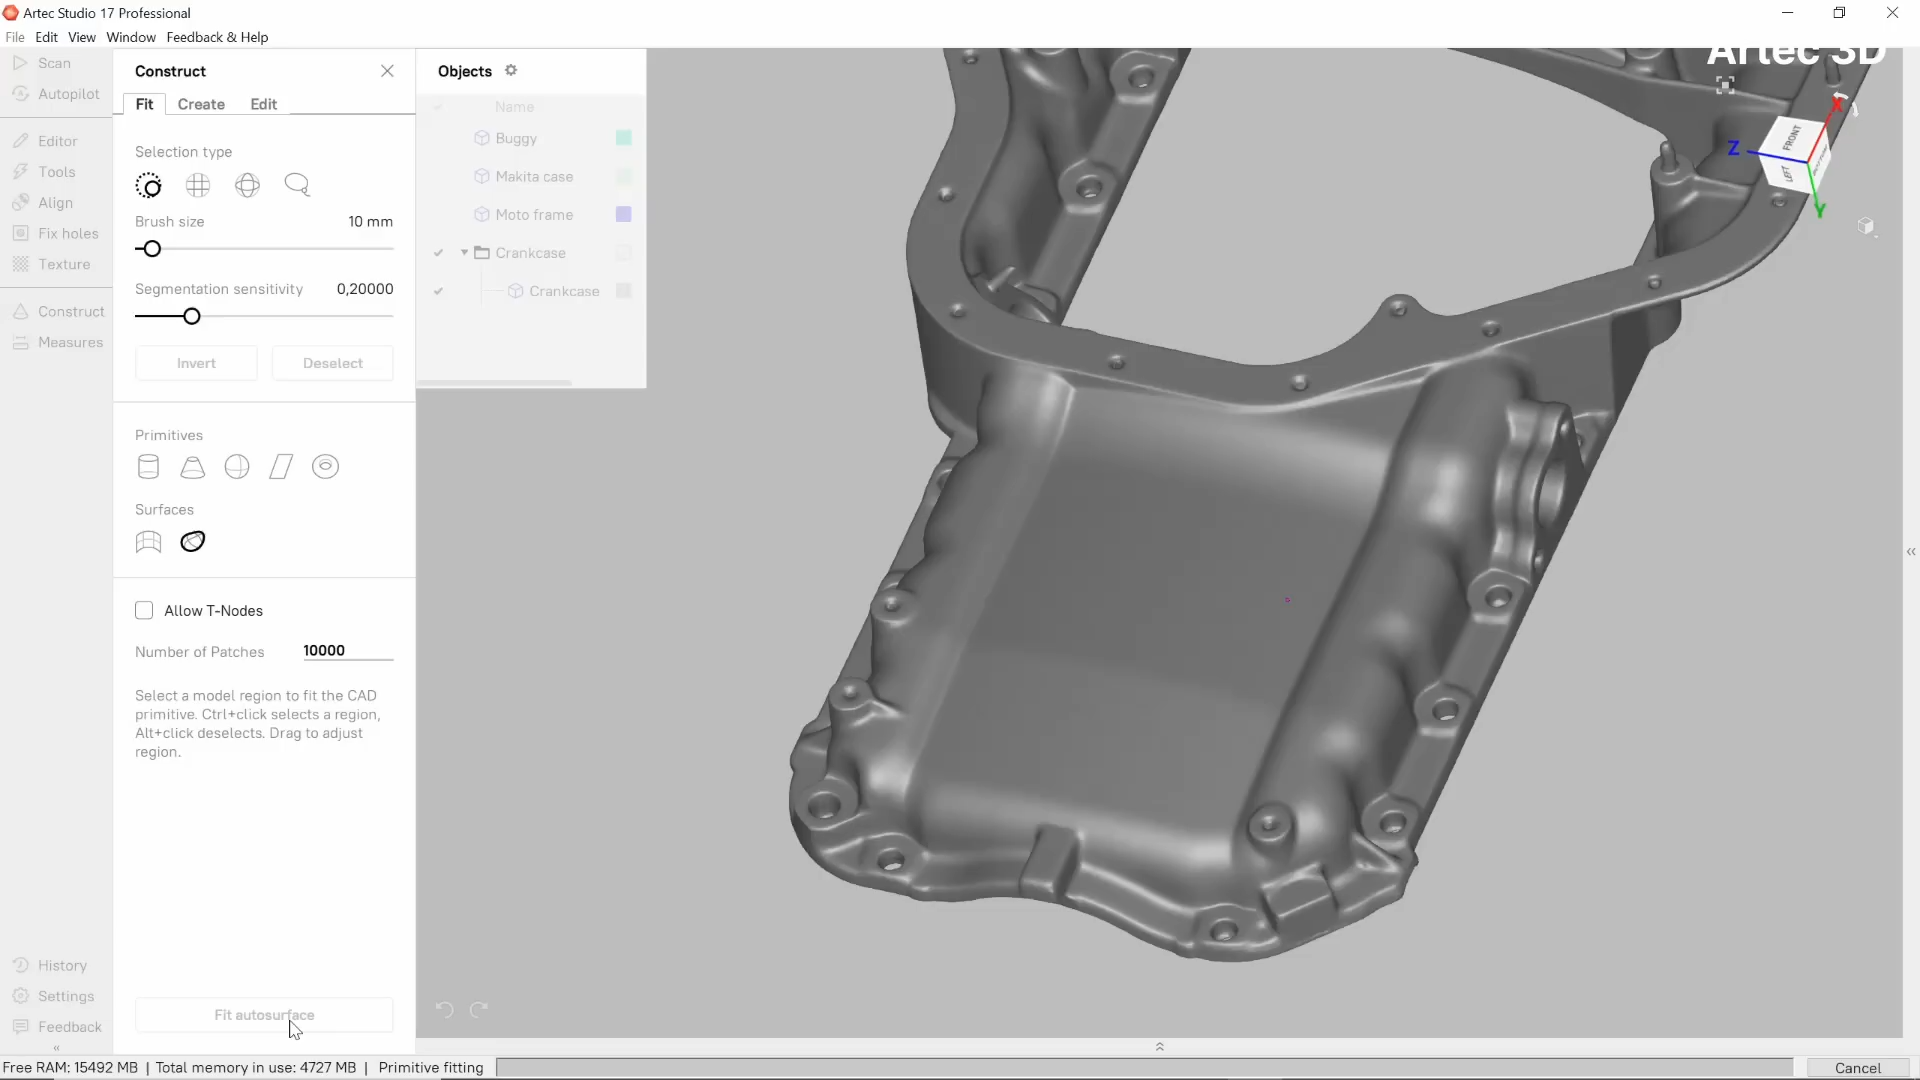 Artec Studio 17 Professional
File Edit View Window Feedback & Help
Artec 3D
Scan
Autopilot
Editor
Tools
Align
Fix holes
Texture
Construct
Measures
History
Settings
Feedback
Construct
Fit Create Edit
Selection type
Brush size 10 mm
Segmentation sensitivity 0,20000
Invert Deselect
Primitives
Surfaces
Allow T-Nodes
Number of Patches 10000
Select a model region to fit the CAD
primitive. Ctrl+click selects a region,
Alt+click deselects. Drag to adjust
region.
Fit autosurface
Objects
Name
Buggy
Makita case
Moto frame
Crankcase
Crankcase
X
FRONT
Z
LEFT
Y
Free RAM: 15492 MB | Total memory in use: 4727 MB | Primitive fitting
Cancel